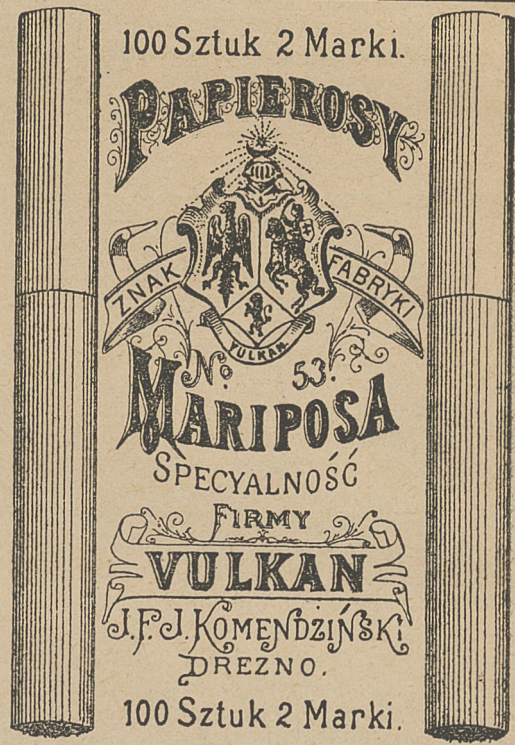 100 Sztuk 2 Marki.
PAPIEROSY
ZNAK FABRYKI
VULKAN
No. 53.
MARIPOSA
SPECYALNOŚĆ
FIRMY
VULKAN
J.F.J. KOMENDZIŃSKI
DREZNO.
100 Sztuk 2 Marki.